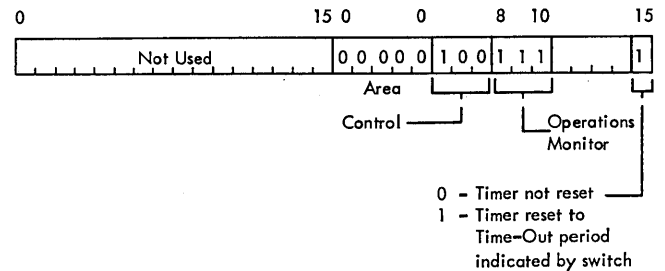 0 15 0 0 8 10 15
Not Used 0 0 0 0 0 1 0 0 1 1 1 1
Area
Control Operations
Monitor
0 - Timer not reset
1 - Timer reset to
Time-Out period
indicated by switch